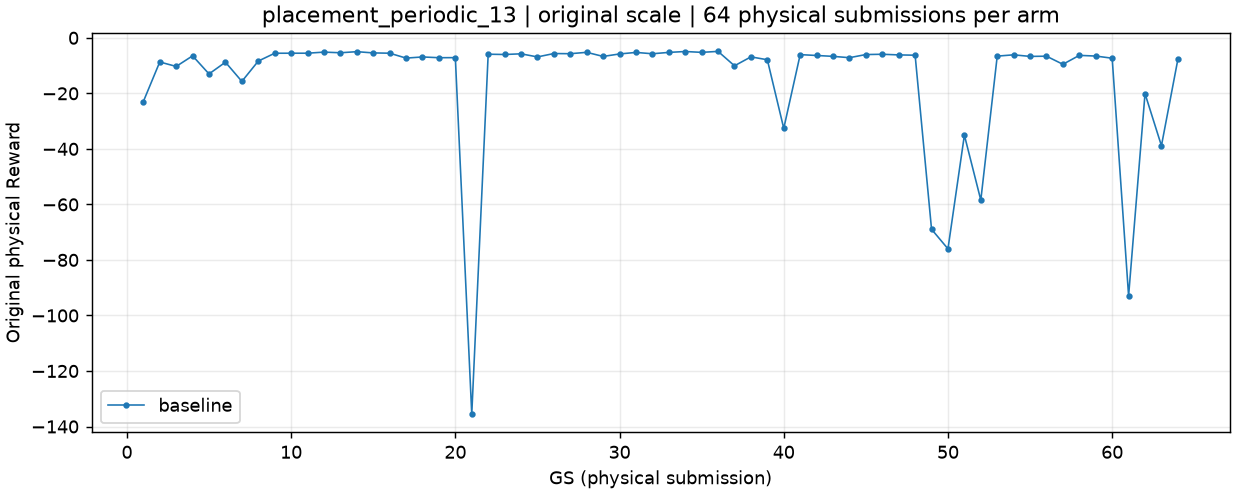 placement_periodic_13 | original scale | 64 physical submissions per arm
Original physical Reward
0
−20
−40
−60
−80
−100
−120
−140
baseline
0 10 20 30 40 50 60
GS (physical submission)